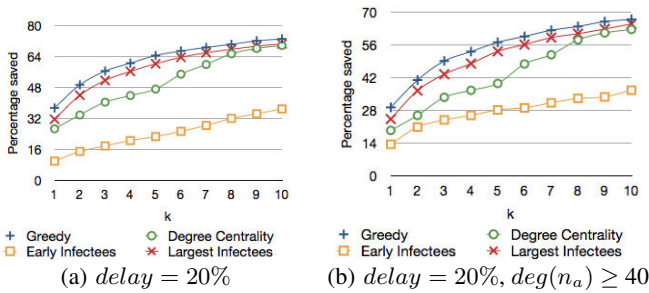 80
64
48
32
16
0
Percentage saved
1 2 3 4 5 6 7 8 9 10
k
Greedy Degree Centrality
Early Infectees Largest Infectees
(a) delay = 20%
70
56
42
28
14
0
Percentage saved
1 2 3 4 5 6 7 8 9 10
k
Greedy Degree Centrality
Early Infectees Largest Infectees
(b) delay = 20%, deg(nₐ) ≥ 40